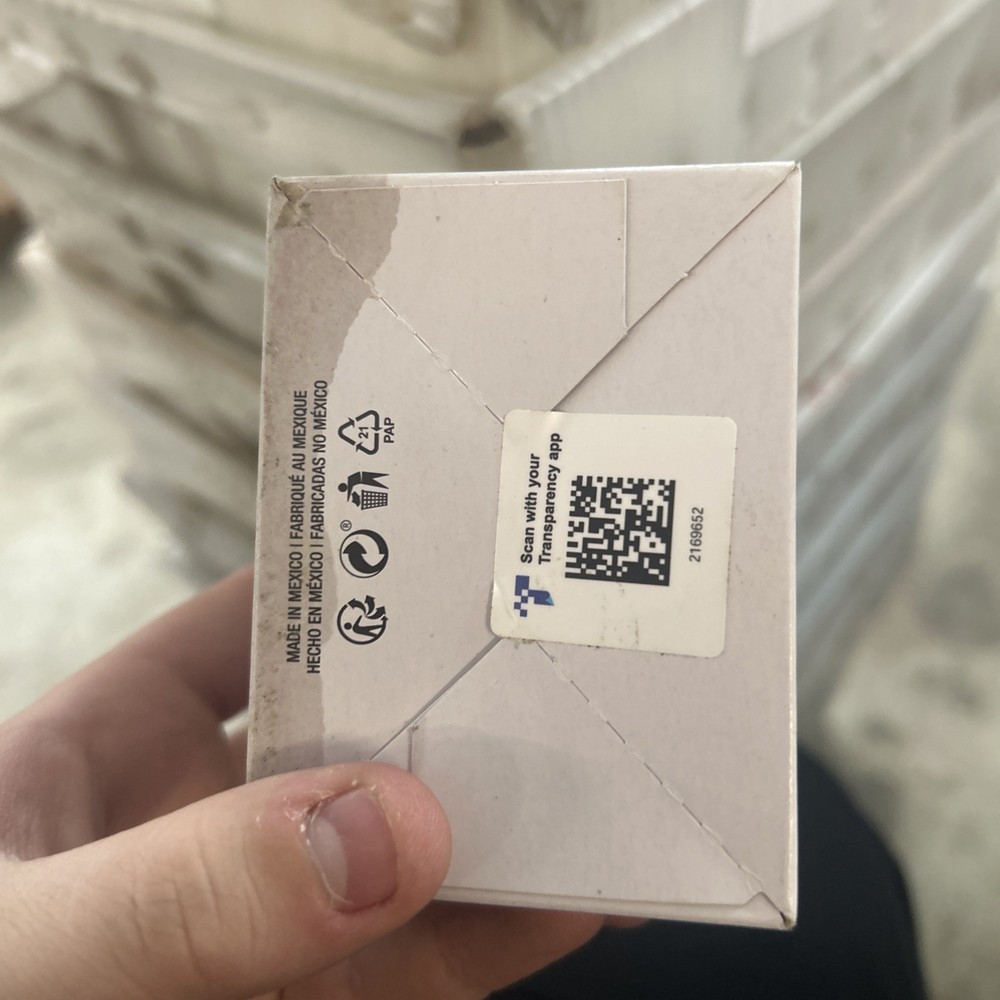 MADE IN MEXICO | FABRIQUÉ AU MEXIQUE
HECHO EN MÉXICO | FABRICADAS NO MÉXICO
®
21
PAP
Scan with your
Transparency app
2169652